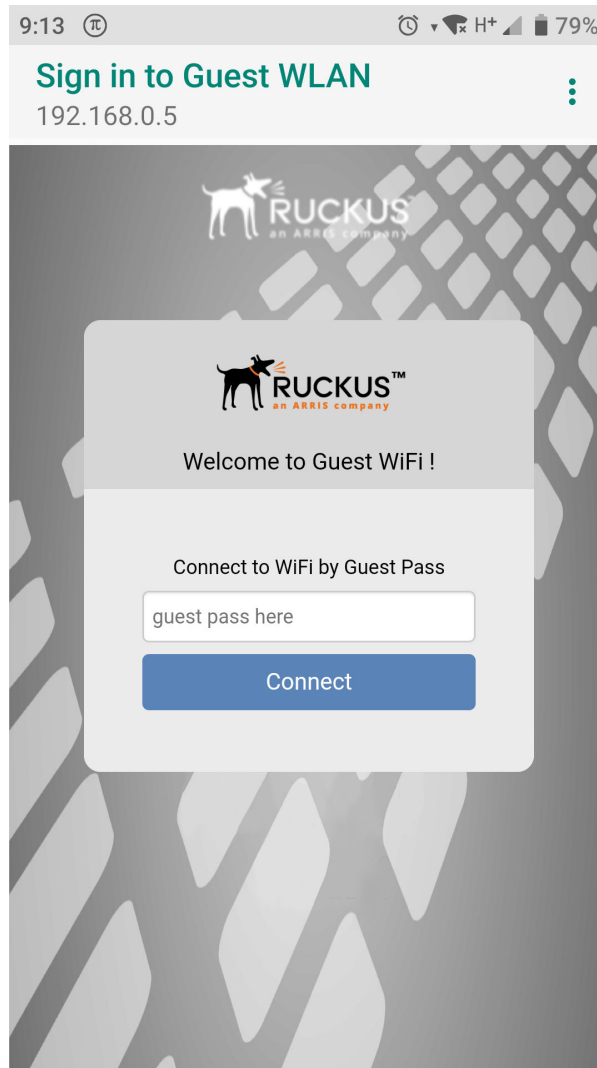 9:13 π H+ 79%
Sign in to Guest WLAN
192.168.0.5
RUCKUS
an ARRIS company
RUCKUS™
an ARRIS company
Welcome to Guest WiFi !
Connect to WiFi by Guest Pass
guest pass here
Connect